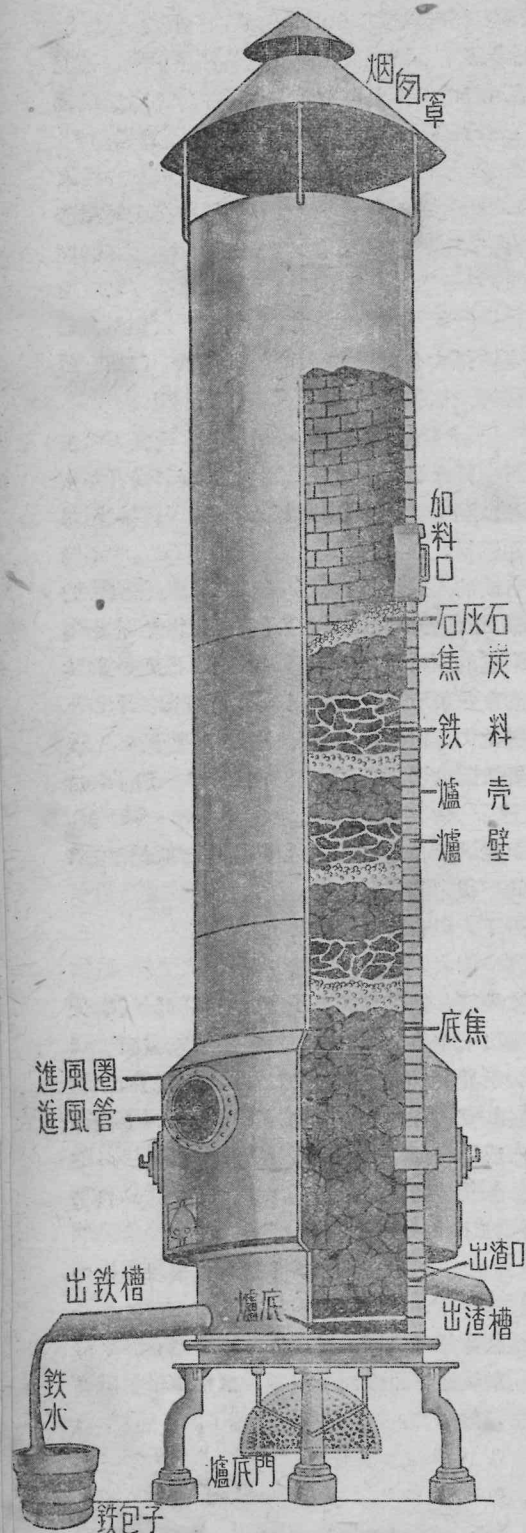 烟囱罩
加料口
石灰石
焦炭
鉄料
爐壳
爐壁
底焦
進風圈
進風管
出渣口
出鉄槽
爐底
出渣槽
鉄水
爐底門
鉄包子